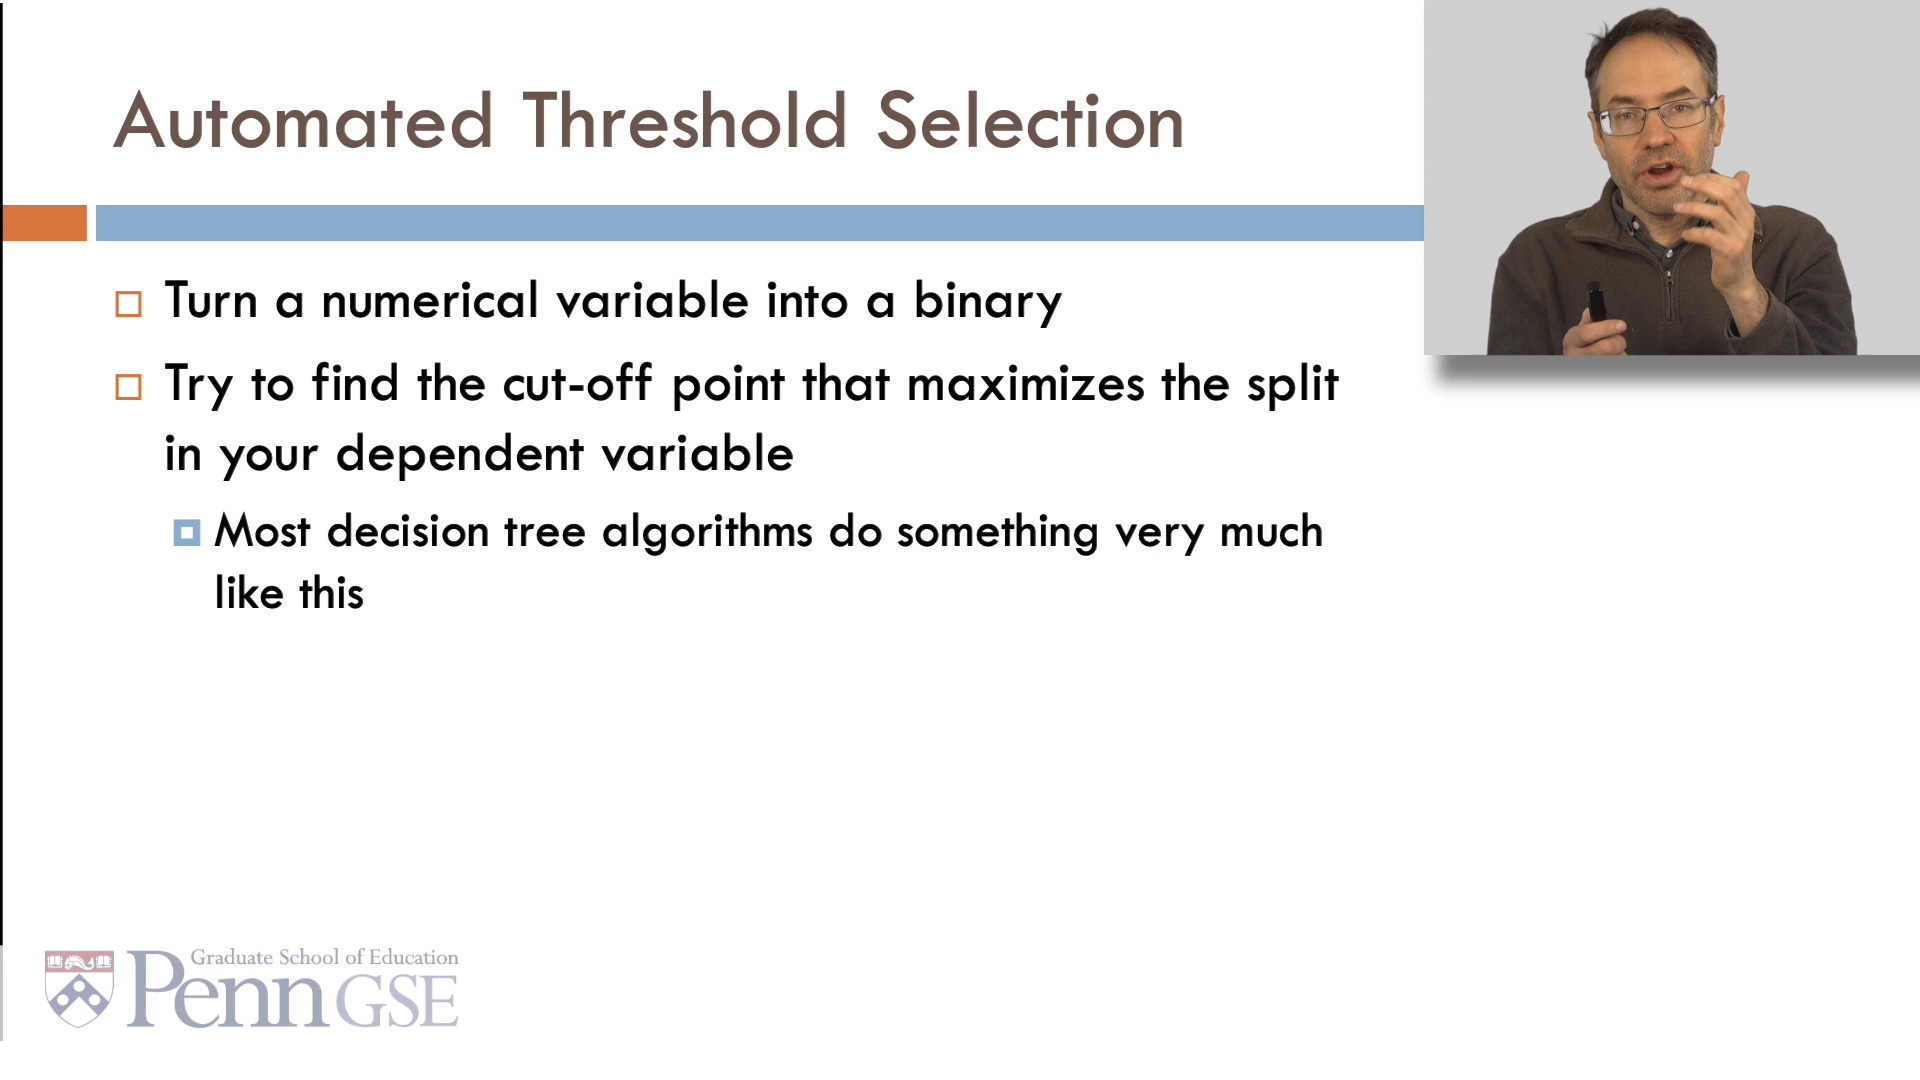 Automated Threshold Selection
Turn a numerical variable into a binary
Try to find the cut-off point that maximizes the split
in your dependent variable
Most decision tree algorithms do something very much
like this
Graduate School of Education
Penn GSE